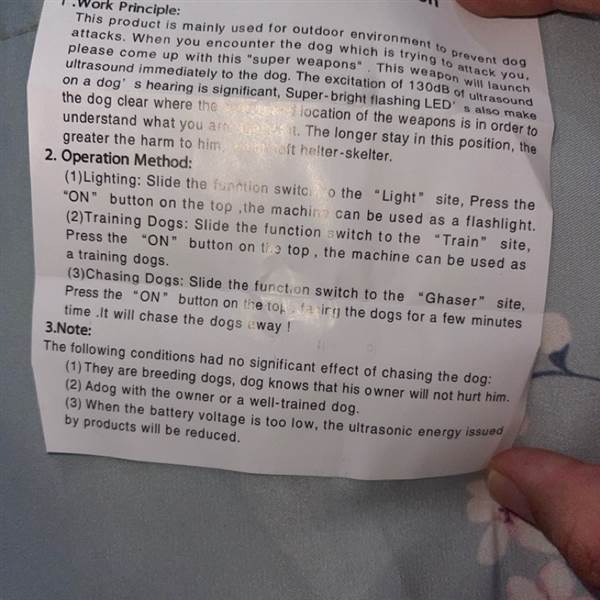 .Work Principle:
This product is mainly used for outdoor environment to prevent dog
attacks. When you encounter the dog which is trying to attack you,
please come up with this "super weapons" . This weapon will launch
ultrasound immediately to the dog. The excitation of 130dB of ultrasound
on a dog' s hearing is significant, Super-bright flashing LED' s also make
the dog clear where the location of the weapons is in order to
understand what you are it. The longer stay in this position, the
greater the harm to him, helter-skelter.
2. Operation Method:
(1)Lighting: Slide the function switc o the "Light" site, Press the
"ON" button on the top ,the machine can be used as a flashlight.
(2)Training Dogs: Slide the function switch to the "Train" site,
Press the "ON" button on the top , the machine can be used as
a training dogs.
(3)Chasing Dogs: Slide the function switch to the "Ghaser" site,
Press the "ON" button on the top , facing the dogs for a few minutes
time .It will chase the dogs away !
3.Note:
The following conditions had no significant effect of chasing the dog:
(1) They are breeding dogs, dog knows that his owner will not hurt him.
(2) Adog with the owner or a well-trained dog.
(3) When the battery voltage is too low, the ultrasonic energy issued
by products will be reduced.